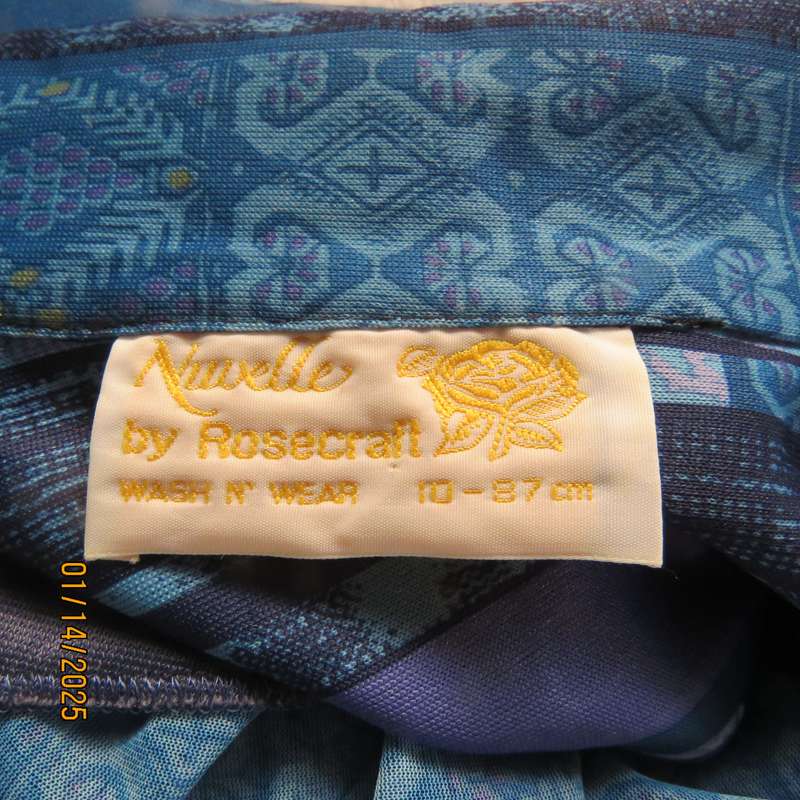 Nuvelle
by Rosecraft
WASH N' WEAR 10-87 cm
01/14/2025